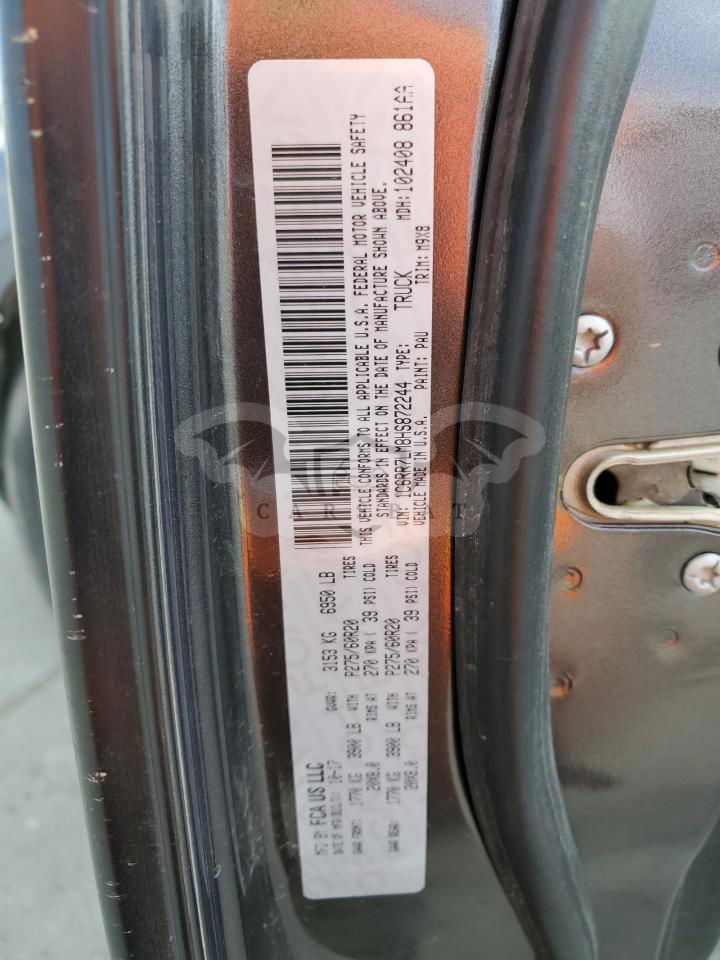 MFD BY FCA US LLC
DATE OF MFR(BUILT): 10-17 GVWR: 3153 KG 6950 LB
GAWR FRONT: 1770 KG 3900 LB WITH P275/60R20 TIRES
20X8.0 RIMS AT 270 KPA ( 39 PSI) COLD
GAWR REAR: 1770 KG 3900 LB WITH P275/60R20 TIRES
20X8.0 RIMS AT 270 KPA ( 39 PSI) COLD
THIS VEHICLE CONFORMS TO ALL APPLICABLE U.S.A. FEDERAL MOTOR VEHICLE SAFETY
STANDARDS IN EFFECT ON THE DATE OF MANUFACTURE SHOWN ABOVE.
VIN: 1C6RR7LM8HS872244 TYPE: TRUCK MDH:102408 861AA
VEHICLE MADE IN U.S.A. PAINT: PAU TRIM: M9X8